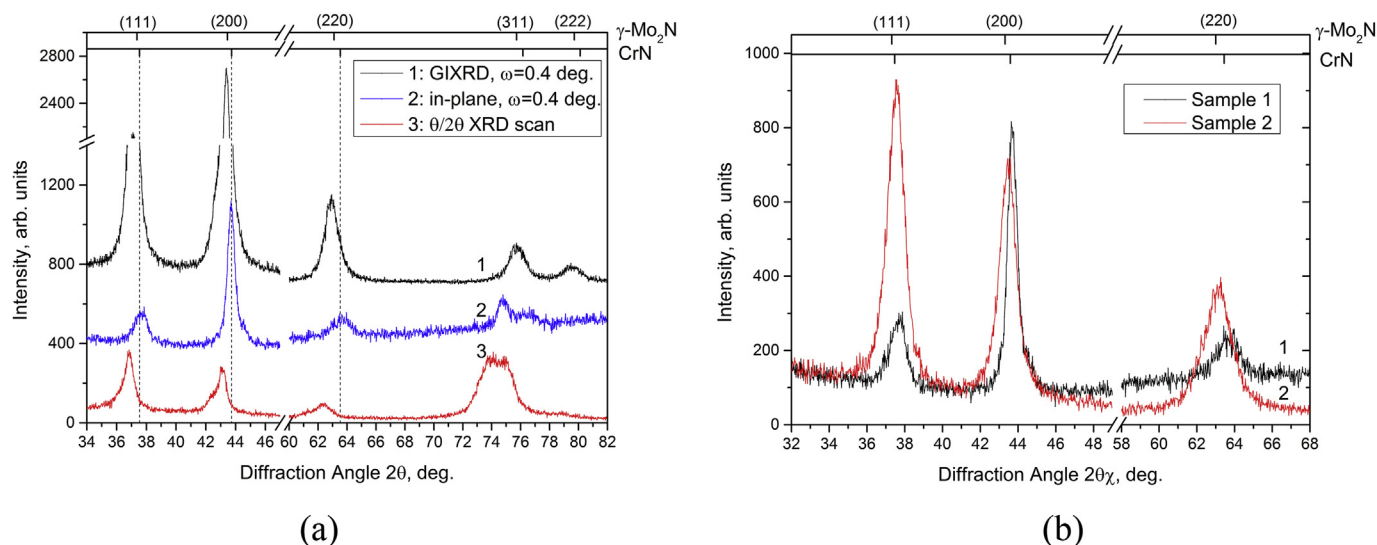 (111) (200) (220) (311) (222)
γ-Mo2N
CrN
1: GIXRD, ω=0.4 deg.
2: in-plane, ω=0.4 deg.
3: θ/2θ XRD scan
2800
2600
1200
800
400
0
Intensity, arb. units
1
2
3
34 36 38 40 42 44 46 60 62 64 66 68 70 72 74 76 78 80 82
Diffraction Angle 2θ, deg.
(a)
(111) (200) (220)
γ-Mo2N
CrN
Sample 1
Sample 2
1000
800
600
400
200
0
Intensity, arb. units
1
2
32 34 36 38 40 42 44 46 48 58 60 62 64 66 68
Diffraction Angle 2θχ, deg.
(b)